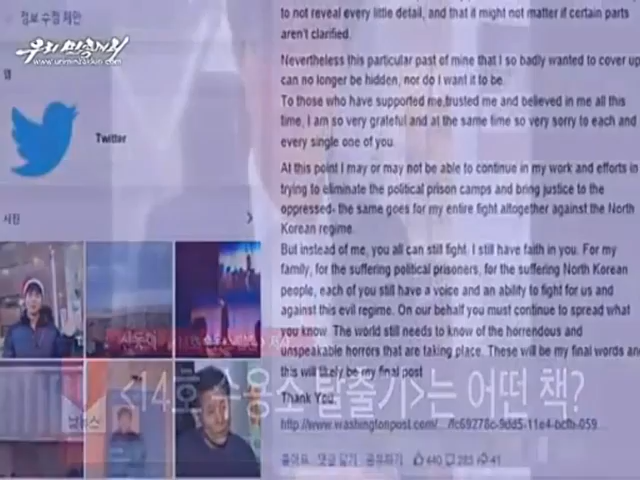 정보 수정 제안
우리민족끼리
www.uriminzokkiri.com
앱
Twitter
사진
to not reveal every little detail, and that it might not matter if certain parts
aren't clarified.
Nevertheless this particular past of mine that I so badly wanted to cover up
can no longer be hidden, nor do I want it to be.
To those who have supported me,trusted me and believed in me all this
time, I am so very grateful and at the same time so very sorry to each and
every single one of you.
At this point I may or may not be able to continue in my work and efforts in
trying to eliminate the political prison camps and bring justice to the
oppressed- the same goes for my entire fight altogether against the North
Korean regime.
But instead of me, you all can still fight. I still have faith in you. For my
family, for the suffering political prisoners, for the suffering North Korean
people, each of you still have a voice and an ability to fight for us and
against this evil regime. On our behalf you must continue to spread what
you know. The world still needs to know of the horrendous and
unspeakable horrors that are taking place. These will be my final words an
this will likely be my final post
Thank You.
<14호 수용소 탈출기>는 어떤 책?
좋아요 댓글 달기 공유하기 440 283 41